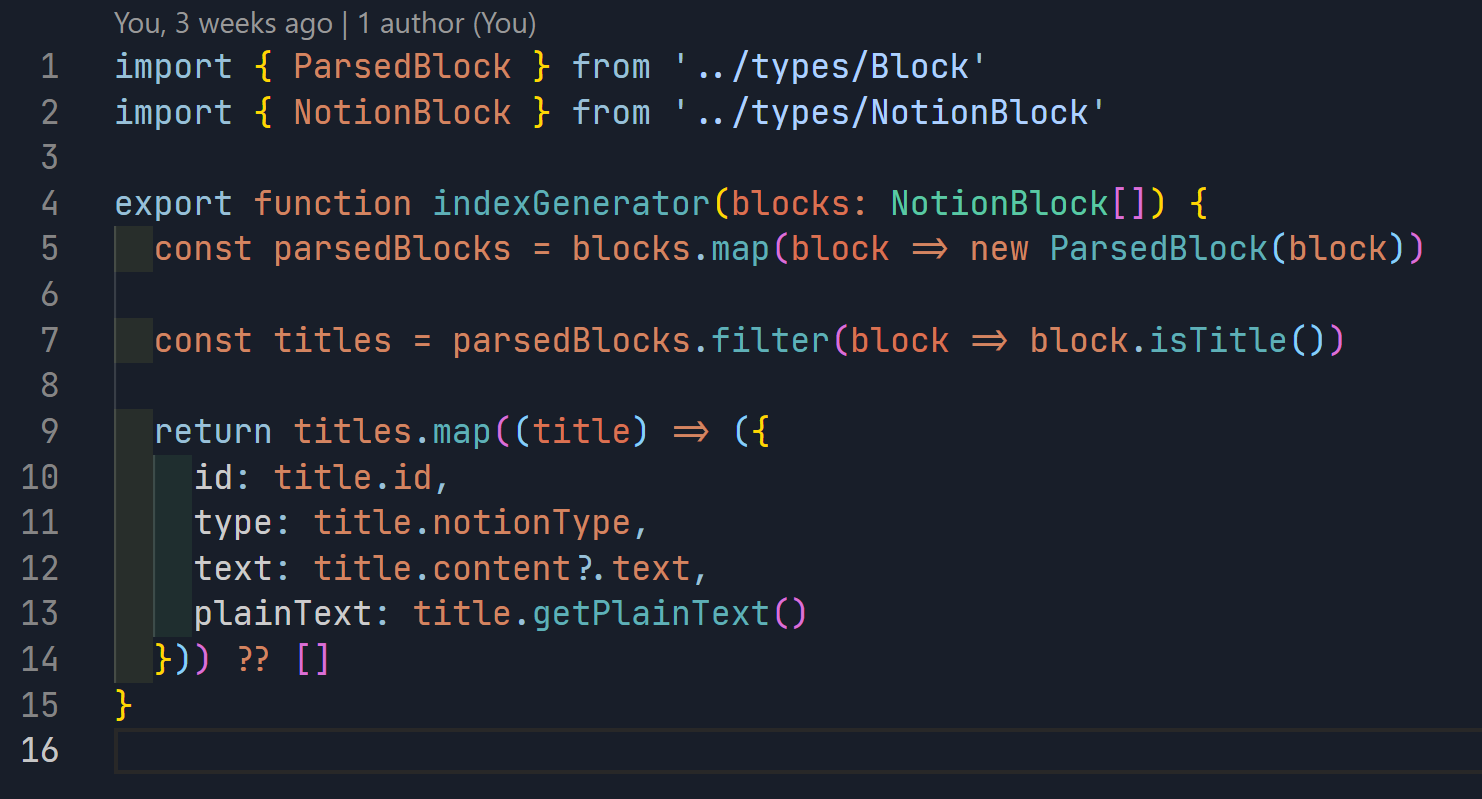 You, 3 weeks ago | 1 author (You)
1 import { ParsedBlock } from '../types/Block'
2 import { NotionBlock } from '../types/NotionBlock'
3
4 export function indexGenerator(blocks: NotionBlock[]) {
5   const parsedBlocks = blocks.map(block => new ParsedBlock(block))
6
7   const titles = parsedBlocks.filter(block => block.isTitle())
8
9   return titles.map((title) => ({
10     id: title.id,
11     type: title.notionType,
12     text: title.content?.text,
13     plainText: title.getPlainText()
14   })) ?? []
15 }
16